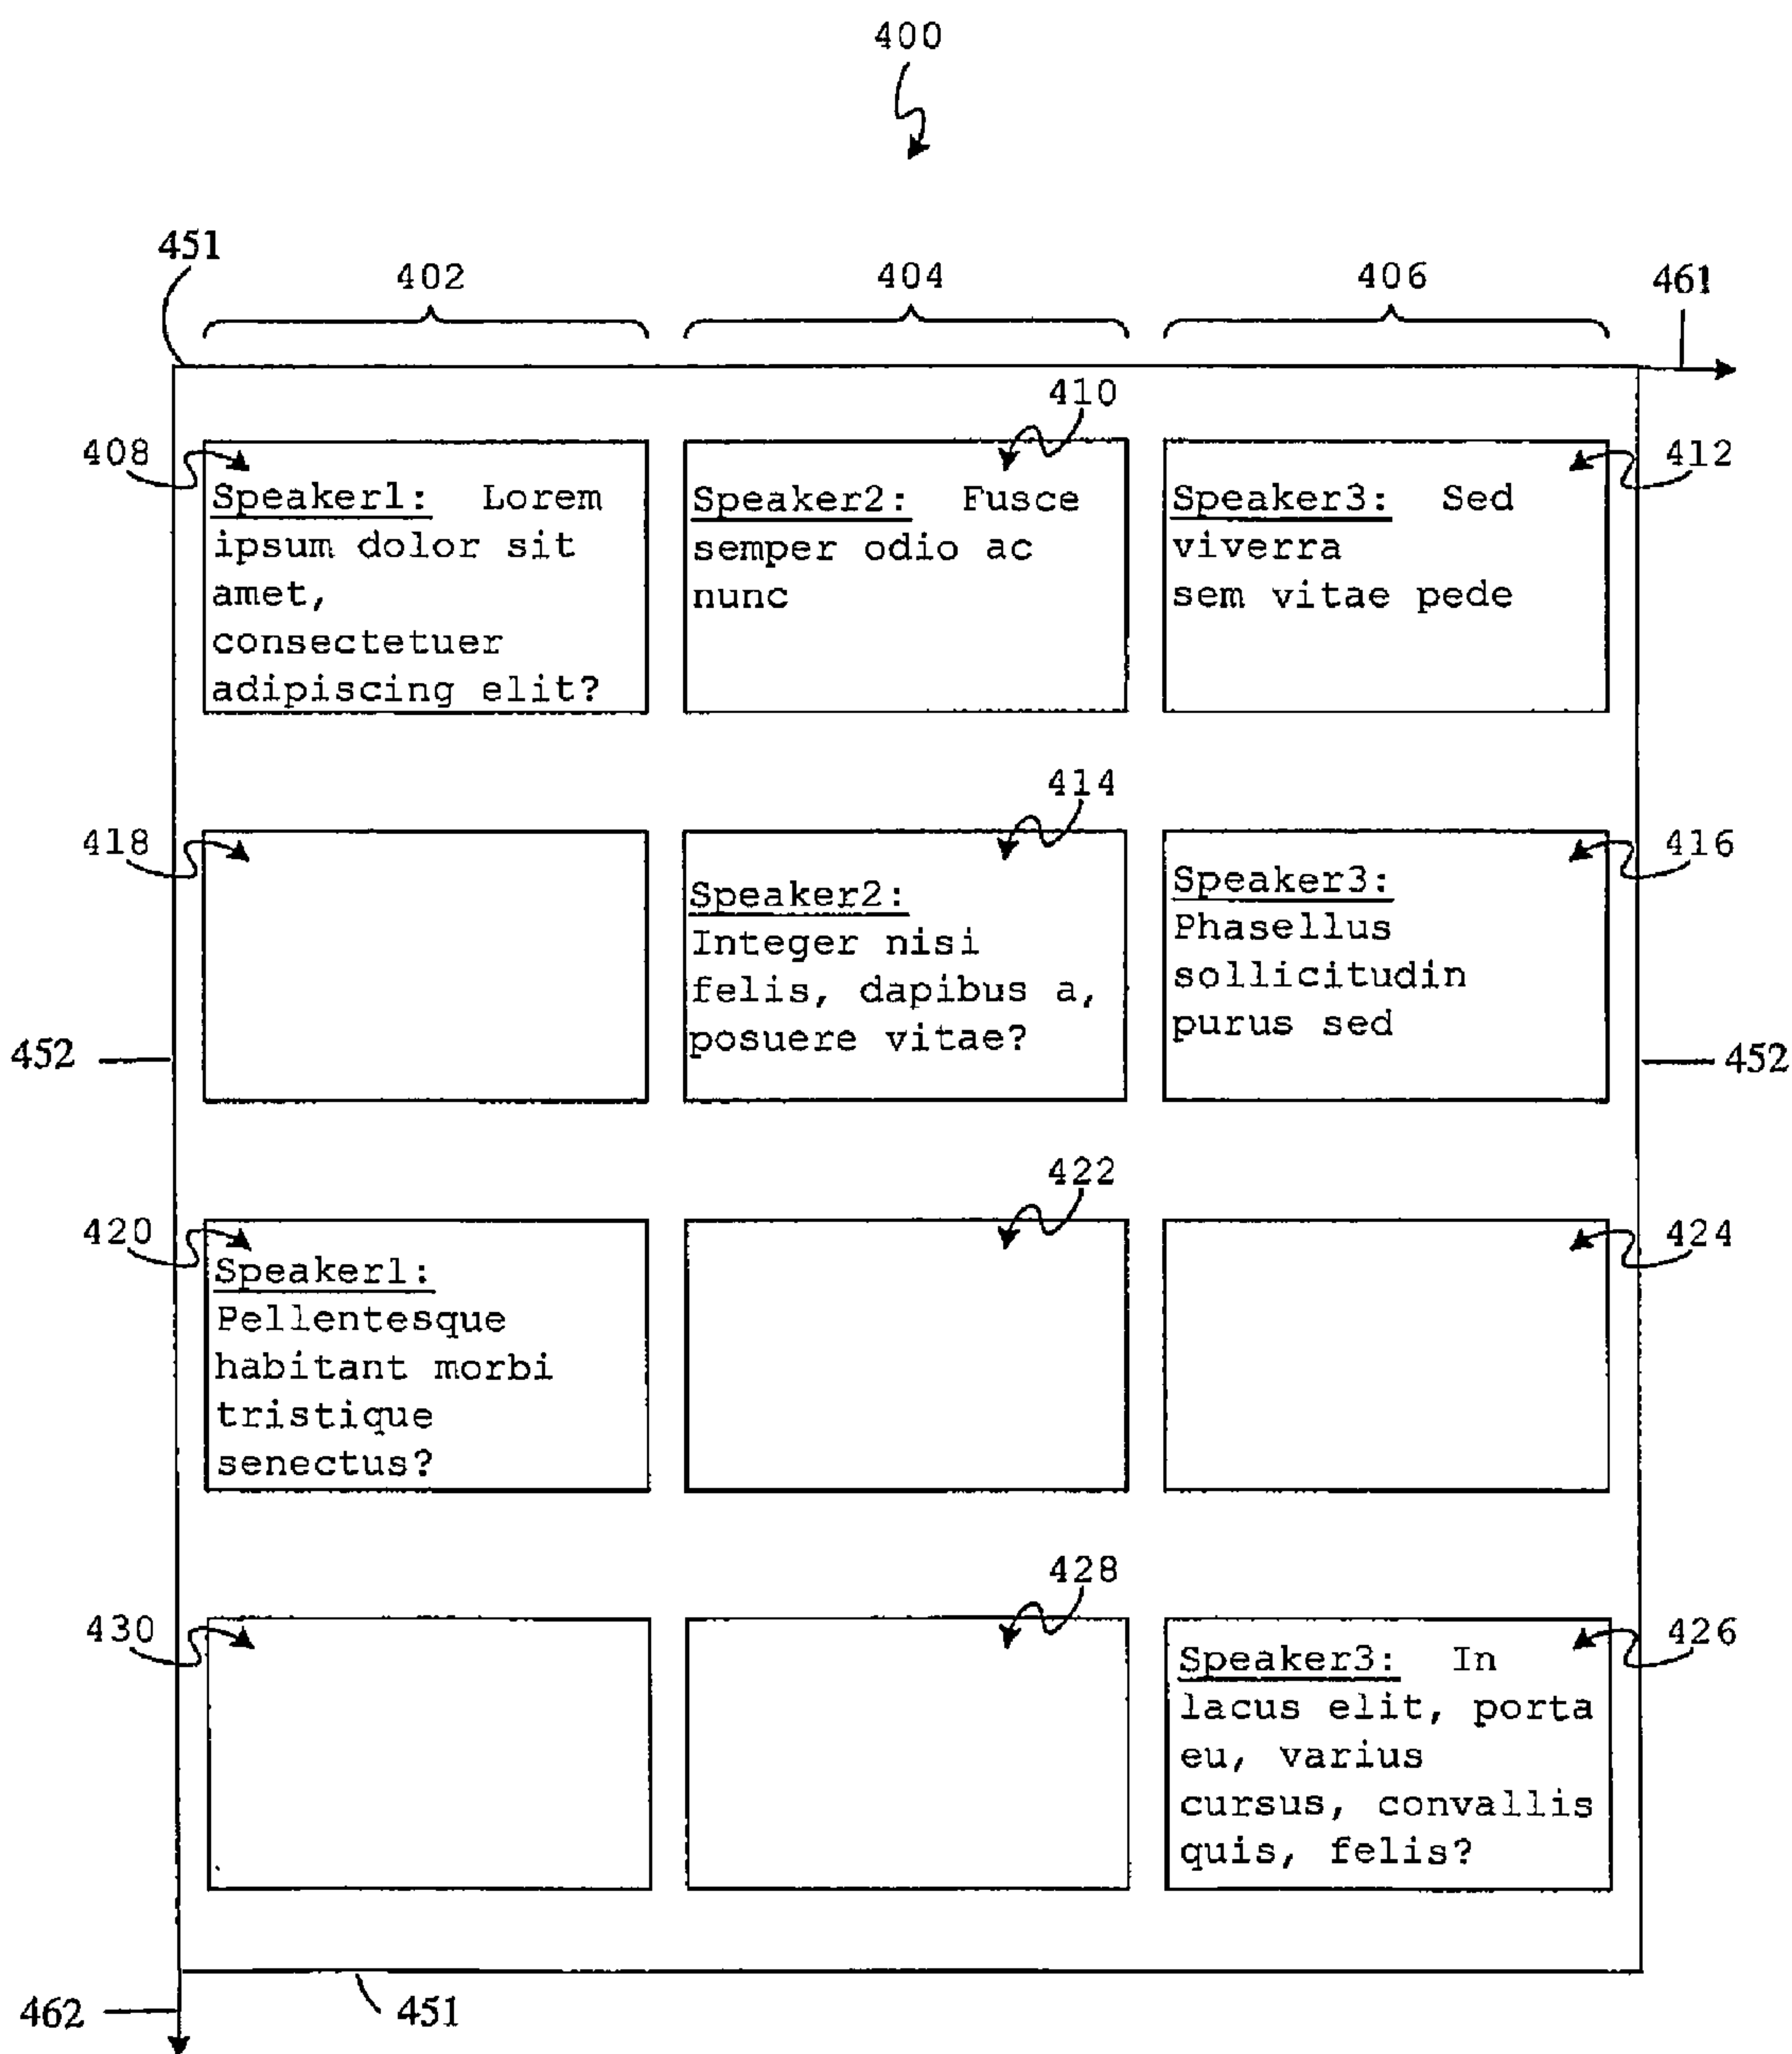 400
451
402
404
406
461
410
408
412
Speaker1: Lorem
ipsum dolor sit
amet,
consectetuer
adipiscing elit?
Speaker2: Fusce
semper odio ac
nunc
Speaker3: Sed
viverra
sem vitae pede
414
418
416
Speaker2:
Integer nisi
felis, dapibus a,
posuere vitae?
Speaker3:
Phasellus
sollicitudin
purus sed
452
452
422
420
424
Speaker1:
Pellentesque
habitant morbi
tristique
senectus?
428
430
426
Speaker3: In
lacus elit, porta
eu, varius
cursus, convallis
quis, felis?
462
451